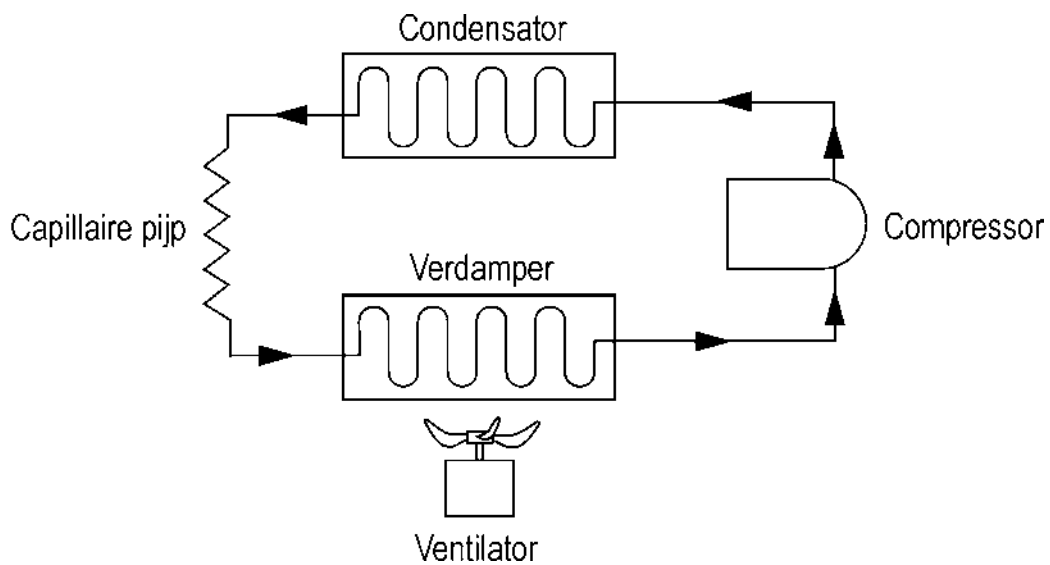 Condensator
Capillaire pijp
Compressor
Verdamper
Ventilator